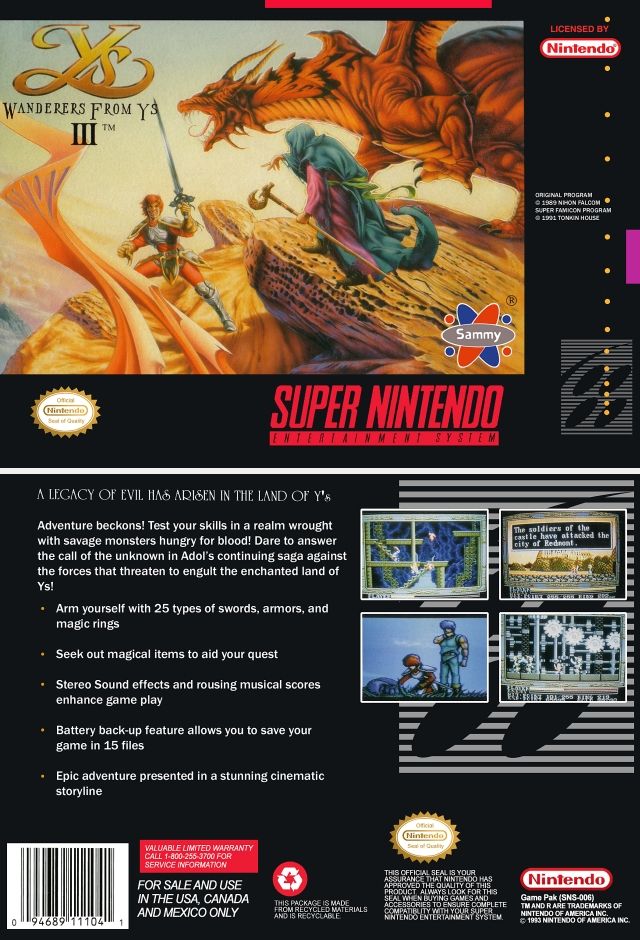 Ys
WANDERERS FROM YS
III ™
LICENSED BY
Nintendo®
ORIGINAL PROGRAM
© 1989 NIHON FALCOM
SUPER FAMICON PROGRAM
© 1991 TONKIN HOUSE
®
Sammy
Official
Nintendo
Seal of Quality
SUPER NINTENDO
ENTERTAINMENT SYSTEM
A LEGACY OF EVIL HAS ARISEN IN THE LAND OF Y's
Adventure beckons! Test your skills in a realm wrought
with savage monsters hungry for blood! Dare to answer
the call of the unknown in Adol's continuing saga against
the forces that threaten to engult the enchanted land of
Ys!
• Arm yourself with 25 types of swords, armors, and
magic rings
• Seek out magical items to aid your quest
• Stereo Sound effects and rousing musical scores
enhance game play
• Battery back-up feature allows you to save your
game in 15 files
• Epic adventure presented in a stunning cinematic
storyline
PLAYER
The soldiers of the
castle have attacked the
city of Redmont.
PLAYER
0 94689 11104 1
VALUABLE LIMITED WARRANTY
CALL 1-800-255-3700 FOR
SERVICE INFORMATION
FOR SALE AND USE
IN THE USA, CANADA
AND MEXICO ONLY
THIS PACKAGE IS MADE
FROM RECYCLED MATERIALS
AND IS RECYCLABLE.
Official
Nintendo
Seal of Quality
THIS OFFICIAL SEAL IS YOUR
ASSURANCE THAT NINTENDO HAS
APPROVED THE QUALITY OF THIS
PRODUCT. ALWAYS LOOK FOR THIS
SEAL WHEN BUYING GAMES AND
ACCESSORIES TO ENSURE COMPLETE
COMPATIBILITY WITH YOUR SUPER
NINTENDO ENTERTAINMENT SYSTEM.
Nintendo®
Game Pak (SNS-006)
TM AND R ARE TRADEMARKS OF
NINTENDO OF AMERICA INC.
© 1993 NINTENDO OF AMERICA INC.